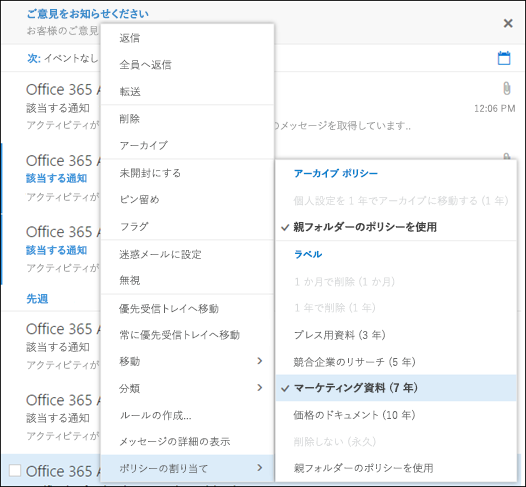 ご意見をお知らせください
お客様のご意見
次: イベントなし
Office 365 A
該当する通知
12:06 PM
アクティビティが
のメッセージを取得しています..
Office 365 A
該当する通知
アクティビティが
Office 365 A
該当する通知
アクティビティが
先週
Office 365 A
該当する通知
アクティビティが
Office 365 A
該当する通知
アクティビティが
Office 365 A
返信
全員へ返信
転送
削除
アーカイブ
未開封にする
ピン留め
フラグ
迷惑メールに設定
無視
優先受信トレイへ移動
常に優先受信トレイへ移動
移動
分類
ルールの作成...
メッセージの詳細の表示
ポリシーの割り当て
アーカイブ ポリシー
個人設定を 1 年でアーカイブに移動する (1 年)
親フォルダーのポリシーを使用
ラベル
1 か月で削除 (1 か月)
1 年で削除 (1 年)
プレス用資料 (3 年)
競合企業のリサーチ (5 年)
マーケティング資料 (7 年)
価格のドキュメント (10 年)
削除しない (永久)
親フォルダーのポリシーを使用